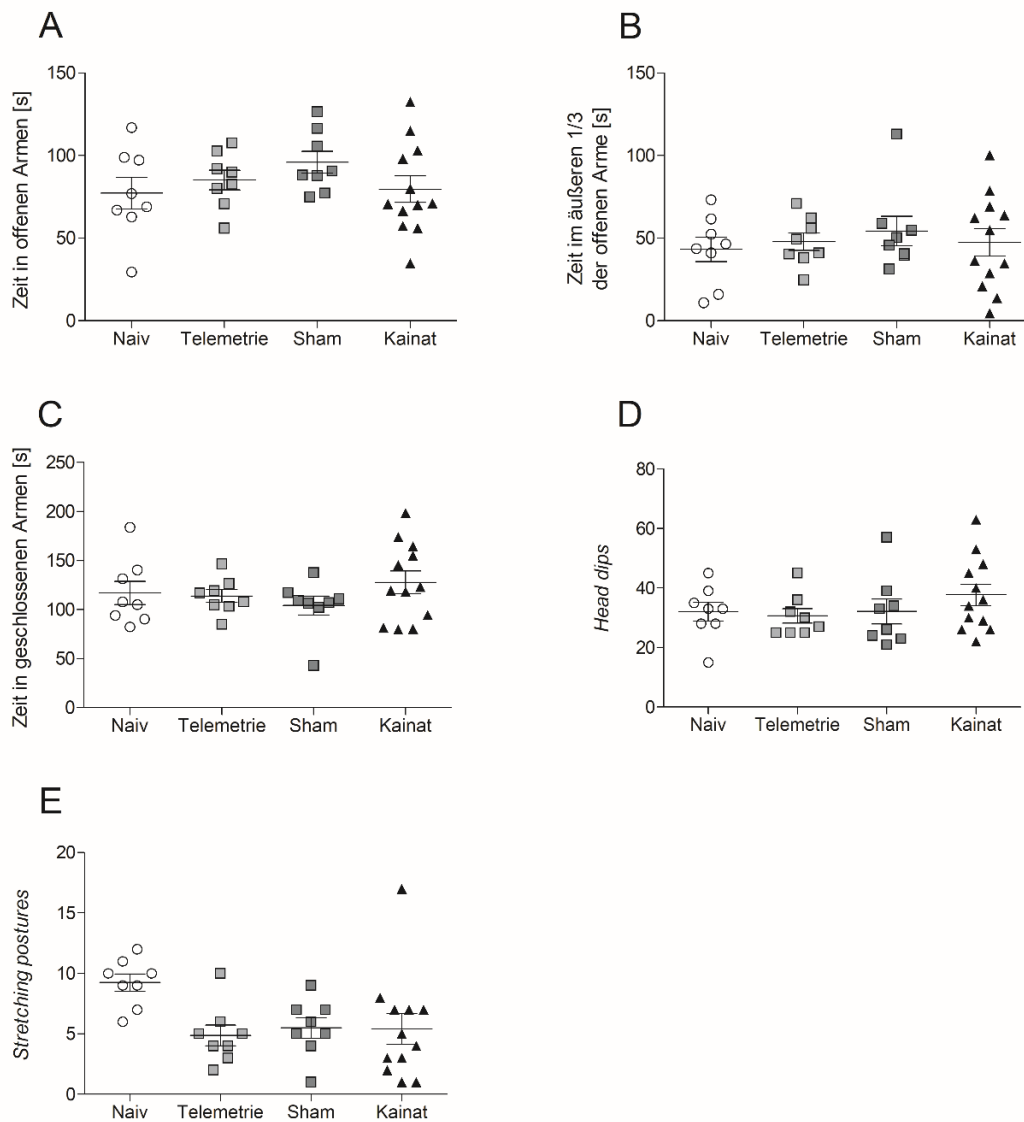 A
Zeit in offenen Armen [s]
150
100
50
0
Naiv Telemetrie Sham Kainat
B
Zeit im äußeren 1/3
der offenen Arme [s]
150
100
50
0
Naiv Telemetrie Sham Kainat
C
Zeit in geschlossenen Armen [s]
250
200
150
100
50
0
Naiv Telemetrie Sham Kainat
D
Head dips
80
60
40
20
0
Naiv Telemetrie Sham Kainat
E
Stretching postures
20
15
10
5
0
Naiv Telemetrie Sham Kainat